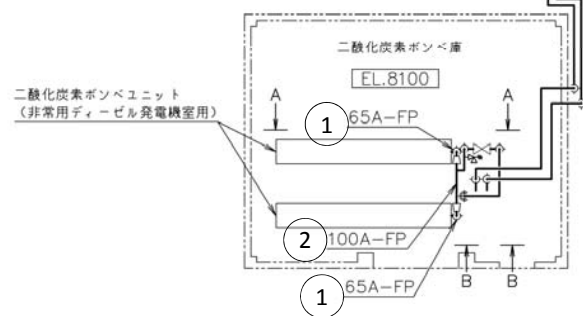 二酸化炭素ボンベ庫
EL.8100
二酸化炭素ボンベユニット
（非常用ディーゼル発電機室用）
A
A
1 65A-FP
2 100A-FP
1 65A-FP
B
B